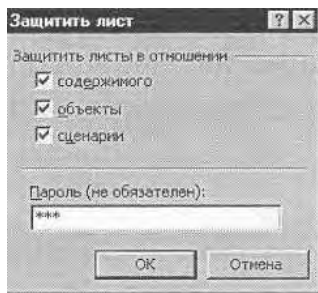 Защитить лист
Защитить листы в отношении
содержимого
объекты
сценарии
Пароль (не обязателен):
***
ОК
Отмена